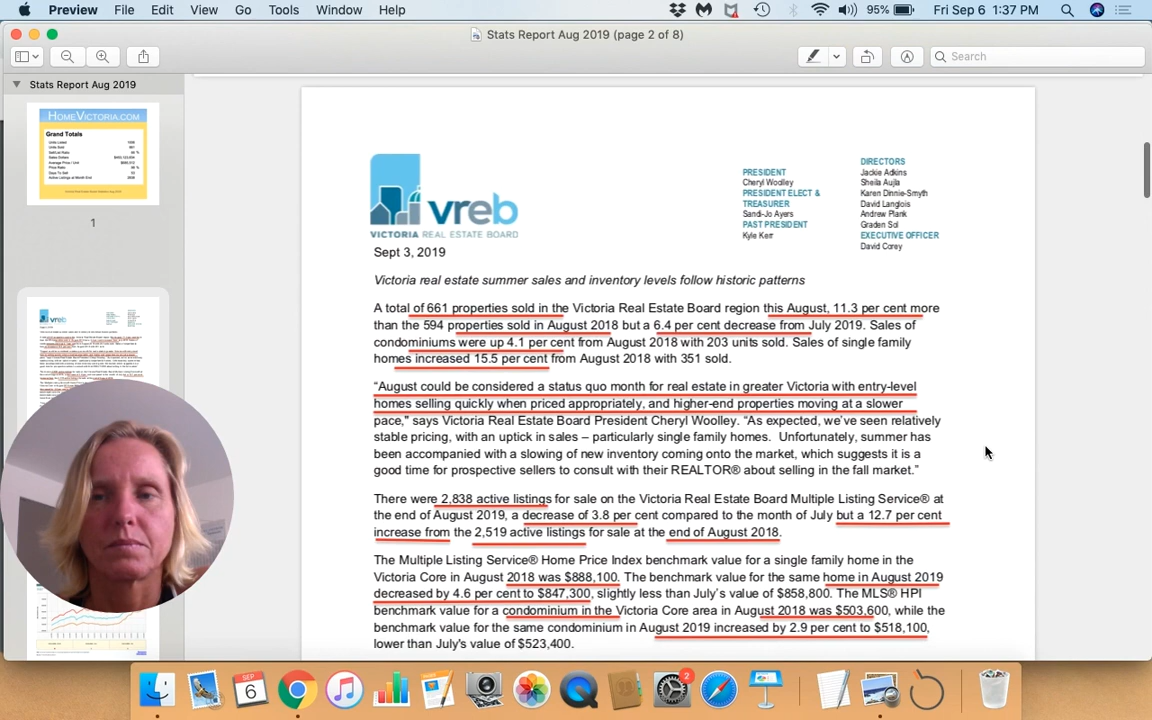 Preview File Edit View Go Tools Window Help 95% Fri Sep 6 1:37 PM
Stats Report Aug 2019 (page 2 of 8)
Search
Stats Report Aug 2019
HOMEVICTORIA.COM
Grand Totals
1
vreb
VICTORIA REAL ESTATE BOARD
PRESIDENT
Cheryl Woolley
PRESIDENT ELECT &
TREASURER
Sandi-Jo Ayers
PAST PRESIDENT
Kyle Kerr
DIRECTORS
Jackie Adkins
Sheila Aujla
Karen Dinnie-Smyth
David Langlois
Andrew Plank
Graden Sol
EXECUTIVE OFFICER
David Corey
Sept 3, 2019
Victoria real estate summer sales and inventory levels follow historic patterns
A total of 661 properties sold in the Victoria Real Estate Board region this August, 11.3 per cent more
than the 594 properties sold in August 2018 but a 6.4 per cent decrease from July 2019. Sales of
condominiums were up 4.1 per cent from August 2018 with 203 units sold. Sales of single family
homes increased 15.5 per cent from August 2018 with 351 sold.
“August could be considered a status quo month for real estate in greater Victoria with entry-level
homes selling quickly when priced appropriately, and higher-end properties moving at a slower
pace,” says Victoria Real Estate Board President Cheryl Woolley. “As expected, we’ve seen relatively
stable pricing, with an uptick in sales – particularly single family homes. Unfortunately, summer has
been accompanied with a slowing of new inventory coming onto the market, which suggests it is a
good time for prospective sellers to consult with their REALTOR® about selling in the fall market.”
There were 2,838 active listings for sale on the Victoria Real Estate Board Multiple Listing Service® at
the end of August 2019, a decrease of 3.8 per cent compared to the month of July but a 12.7 per cent
increase from the 2,519 active listings for sale at the end of August 2018.
The Multiple Listing Service® Home Price Index benchmark value for a single family home in the
Victoria Core in August 2018 was $888,100. The benchmark value for the same home in August 2019
decreased by 4.6 per cent to $847,300, slightly less than July’s value of $858,800. The MLS® HPI
benchmark value for a condominium in the Victoria Core area in August 2018 was $503,600, while the
benchmark value for the same condominium in August 2019 increased by 2.9 per cent to $518,100,
lower than July's value of $523,400.
SEP
6
2